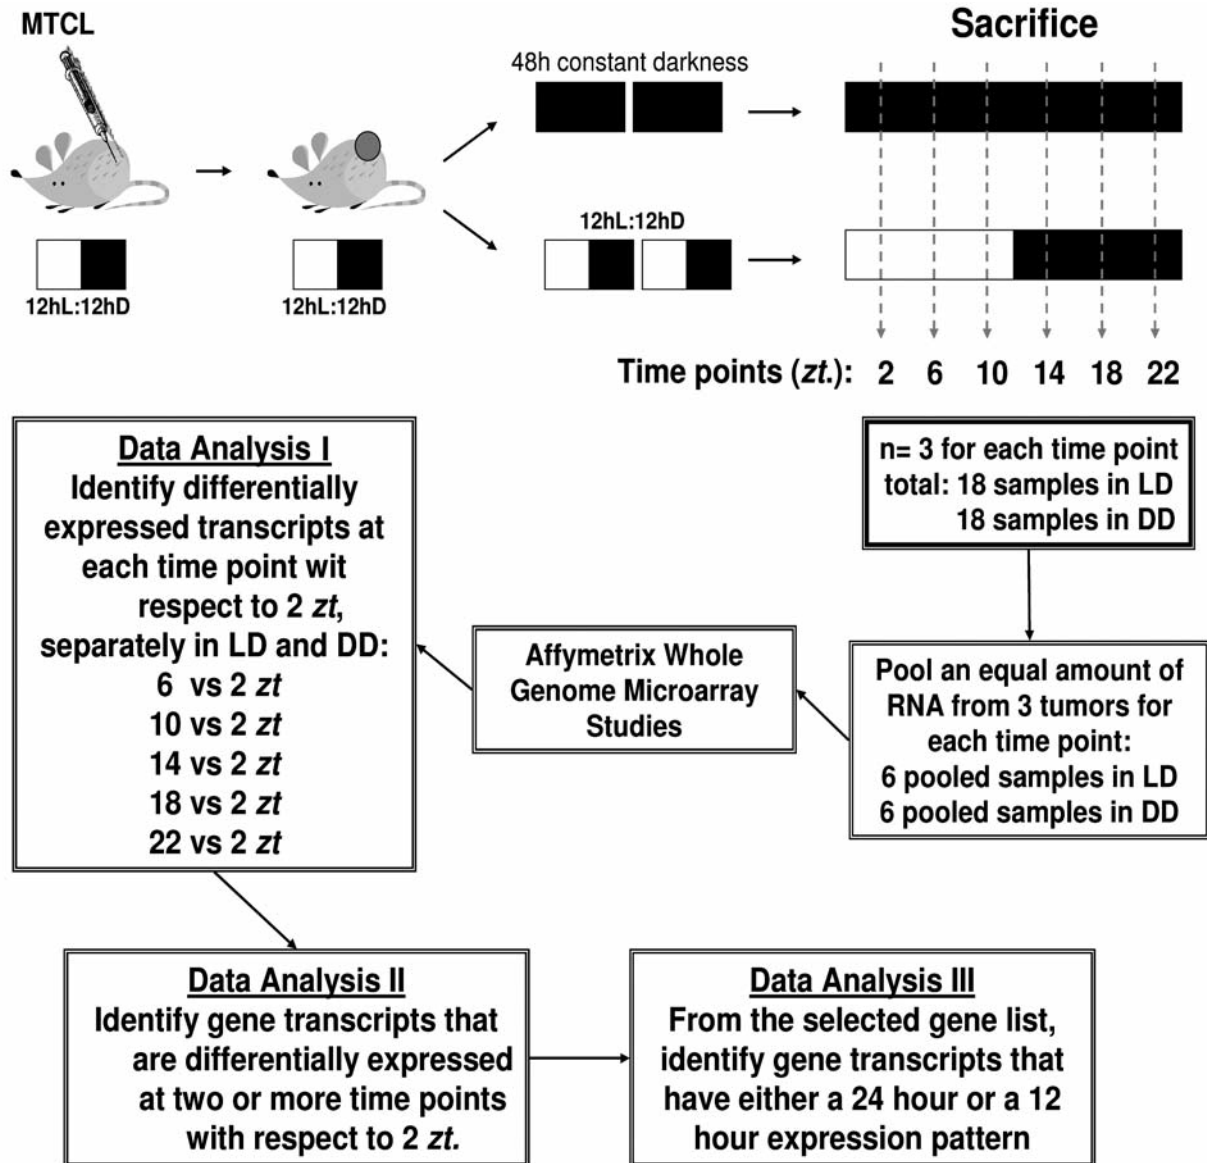 MTCL
Sacrifice
48h constant darkness
12hL:12hD
12hL:12hD
12hL:12hD
Time points (zt.): 2 6 10 14 18 22
n= 3 for each time point
total: 18 samples in LD
18 samples in DD
Pool an equal amount of
RNA from 3 tumors for
each time point:
6 pooled samples in LD
6 pooled samples in DD
Affymetrix Whole
Genome Microarray
Studies
Data Analysis I
Identify differentially
expressed transcripts at
each time point wit
respect to 2 zt,
separately in LD and DD:
6 vs 2 zt
10 vs 2 zt
14 vs 2 zt
18 vs 2 zt
22 vs 2 zt
Data Analysis II
Identify gene transcripts that
are differentially expressed
at two or more time points
with respect to 2 zt.
Data Analysis III
From the selected gene list,
identify gene transcripts that
have either a 24 hour or a 12
hour expression pattern